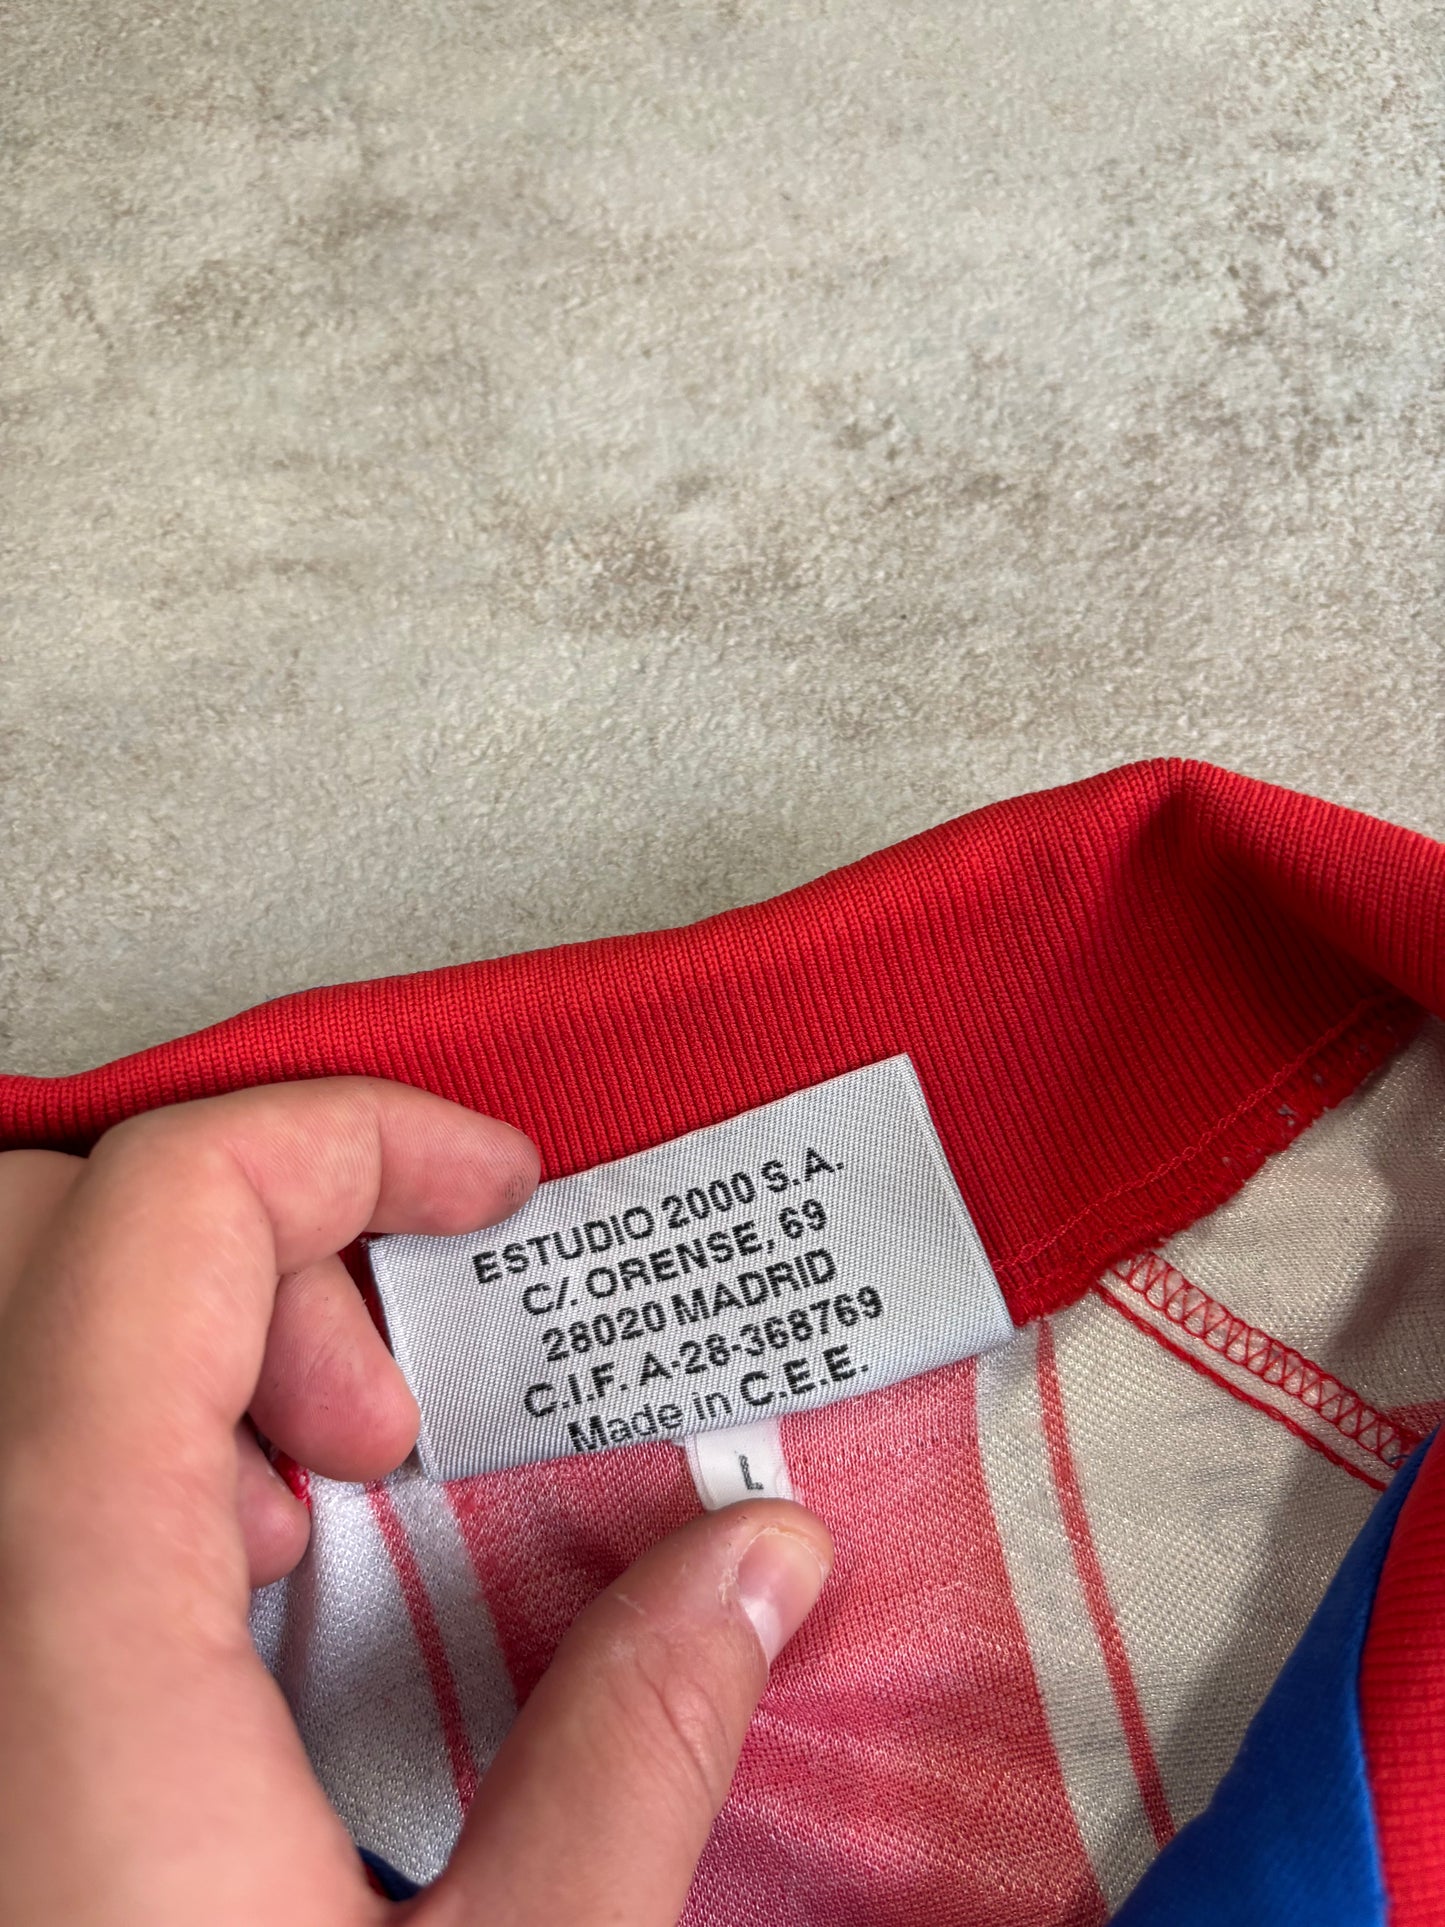 ESTUDIO 2000 S.A.
C/. ORENSE, 69
28020 MADRID
C.I.F. A-28-368769
Made in C.E.E.
L